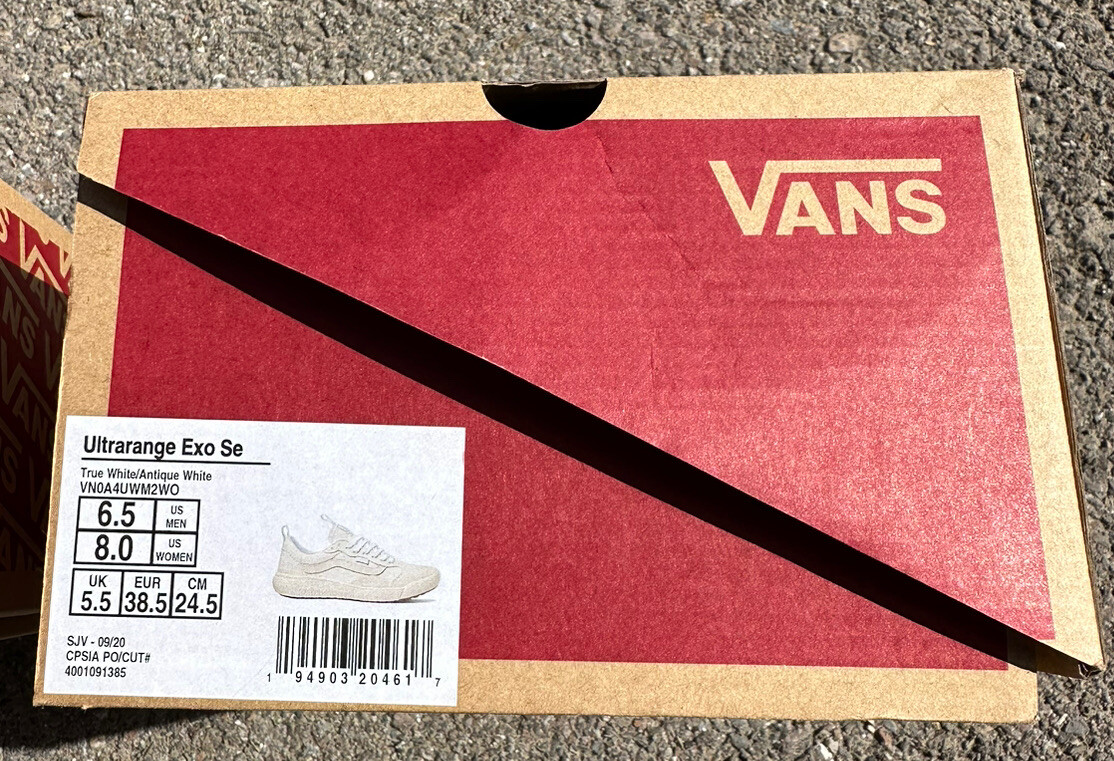 VANS
Ultrarange Exo Se
True White/Antique White
VN0A4UWM2WO
6.5 US MEN
8.0 US WOMEN
UK EUR CM
5.5 38.5 24.5
SJV - 09/20
CPSIA PO/CUT#
4001091385
1 94903 20461 7